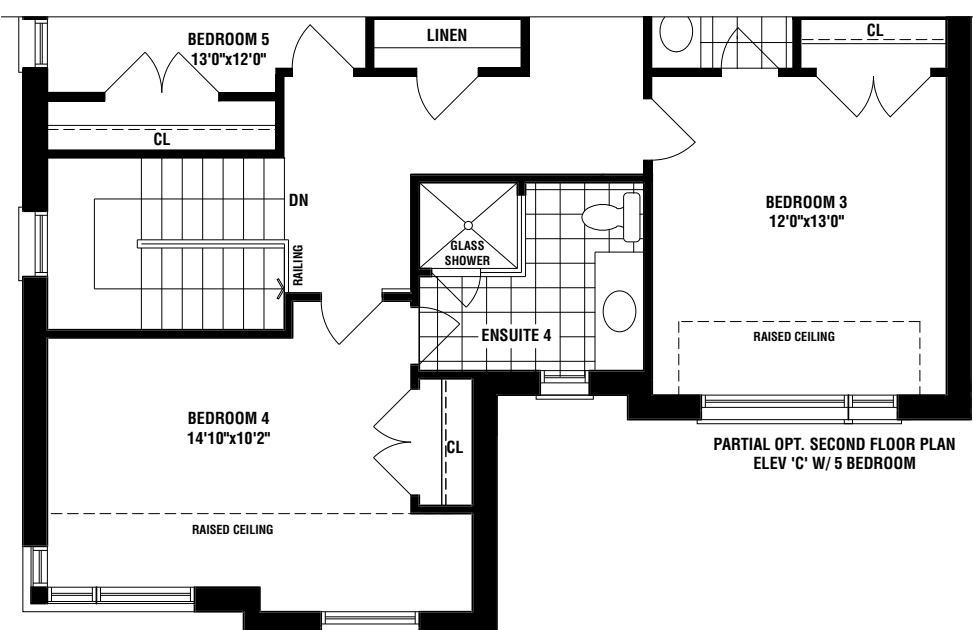 BEDROOM 5
13'0"x12'0"
LINEN
CL
CL
DN
RAILING
BEDROOM 3
12'0"x13'0"
GLASS
SHOWER
ENSUITE 4
RAISED CEILING
BEDROOM 4
14'10"x10'2"
CL
RAISED CEILING
PARTIAL OPT. SECOND FLOOR PLAN
ELEV 'C' W/ 5 BEDROOM